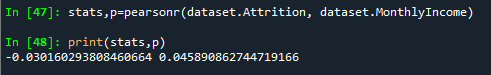 In [47]: stats,p=pearsonr(dataset.Attrition, dataset.MonthlyIncome)
In [48]: print(stats,p)
-0.030160293808460664 0.045890862744719166